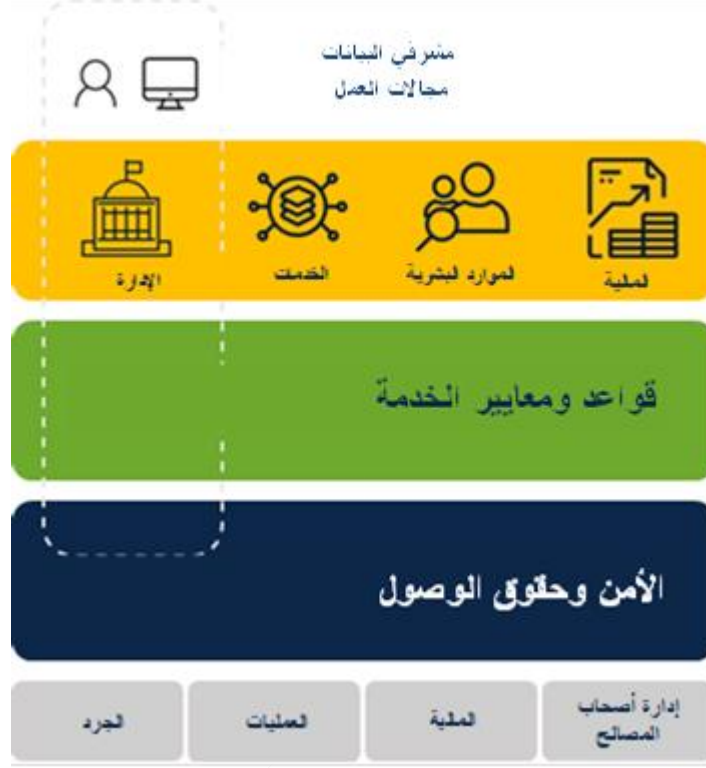 مشرفي البيانات
مجالات العمل
المالية
الموارد البشرية
الخدمات
الإدارة
قواعد ومعايير الخدمة
الأمن وحقوق الوصول
إدارة أصحاب
المصالح
المالية
العمليات
الجرد